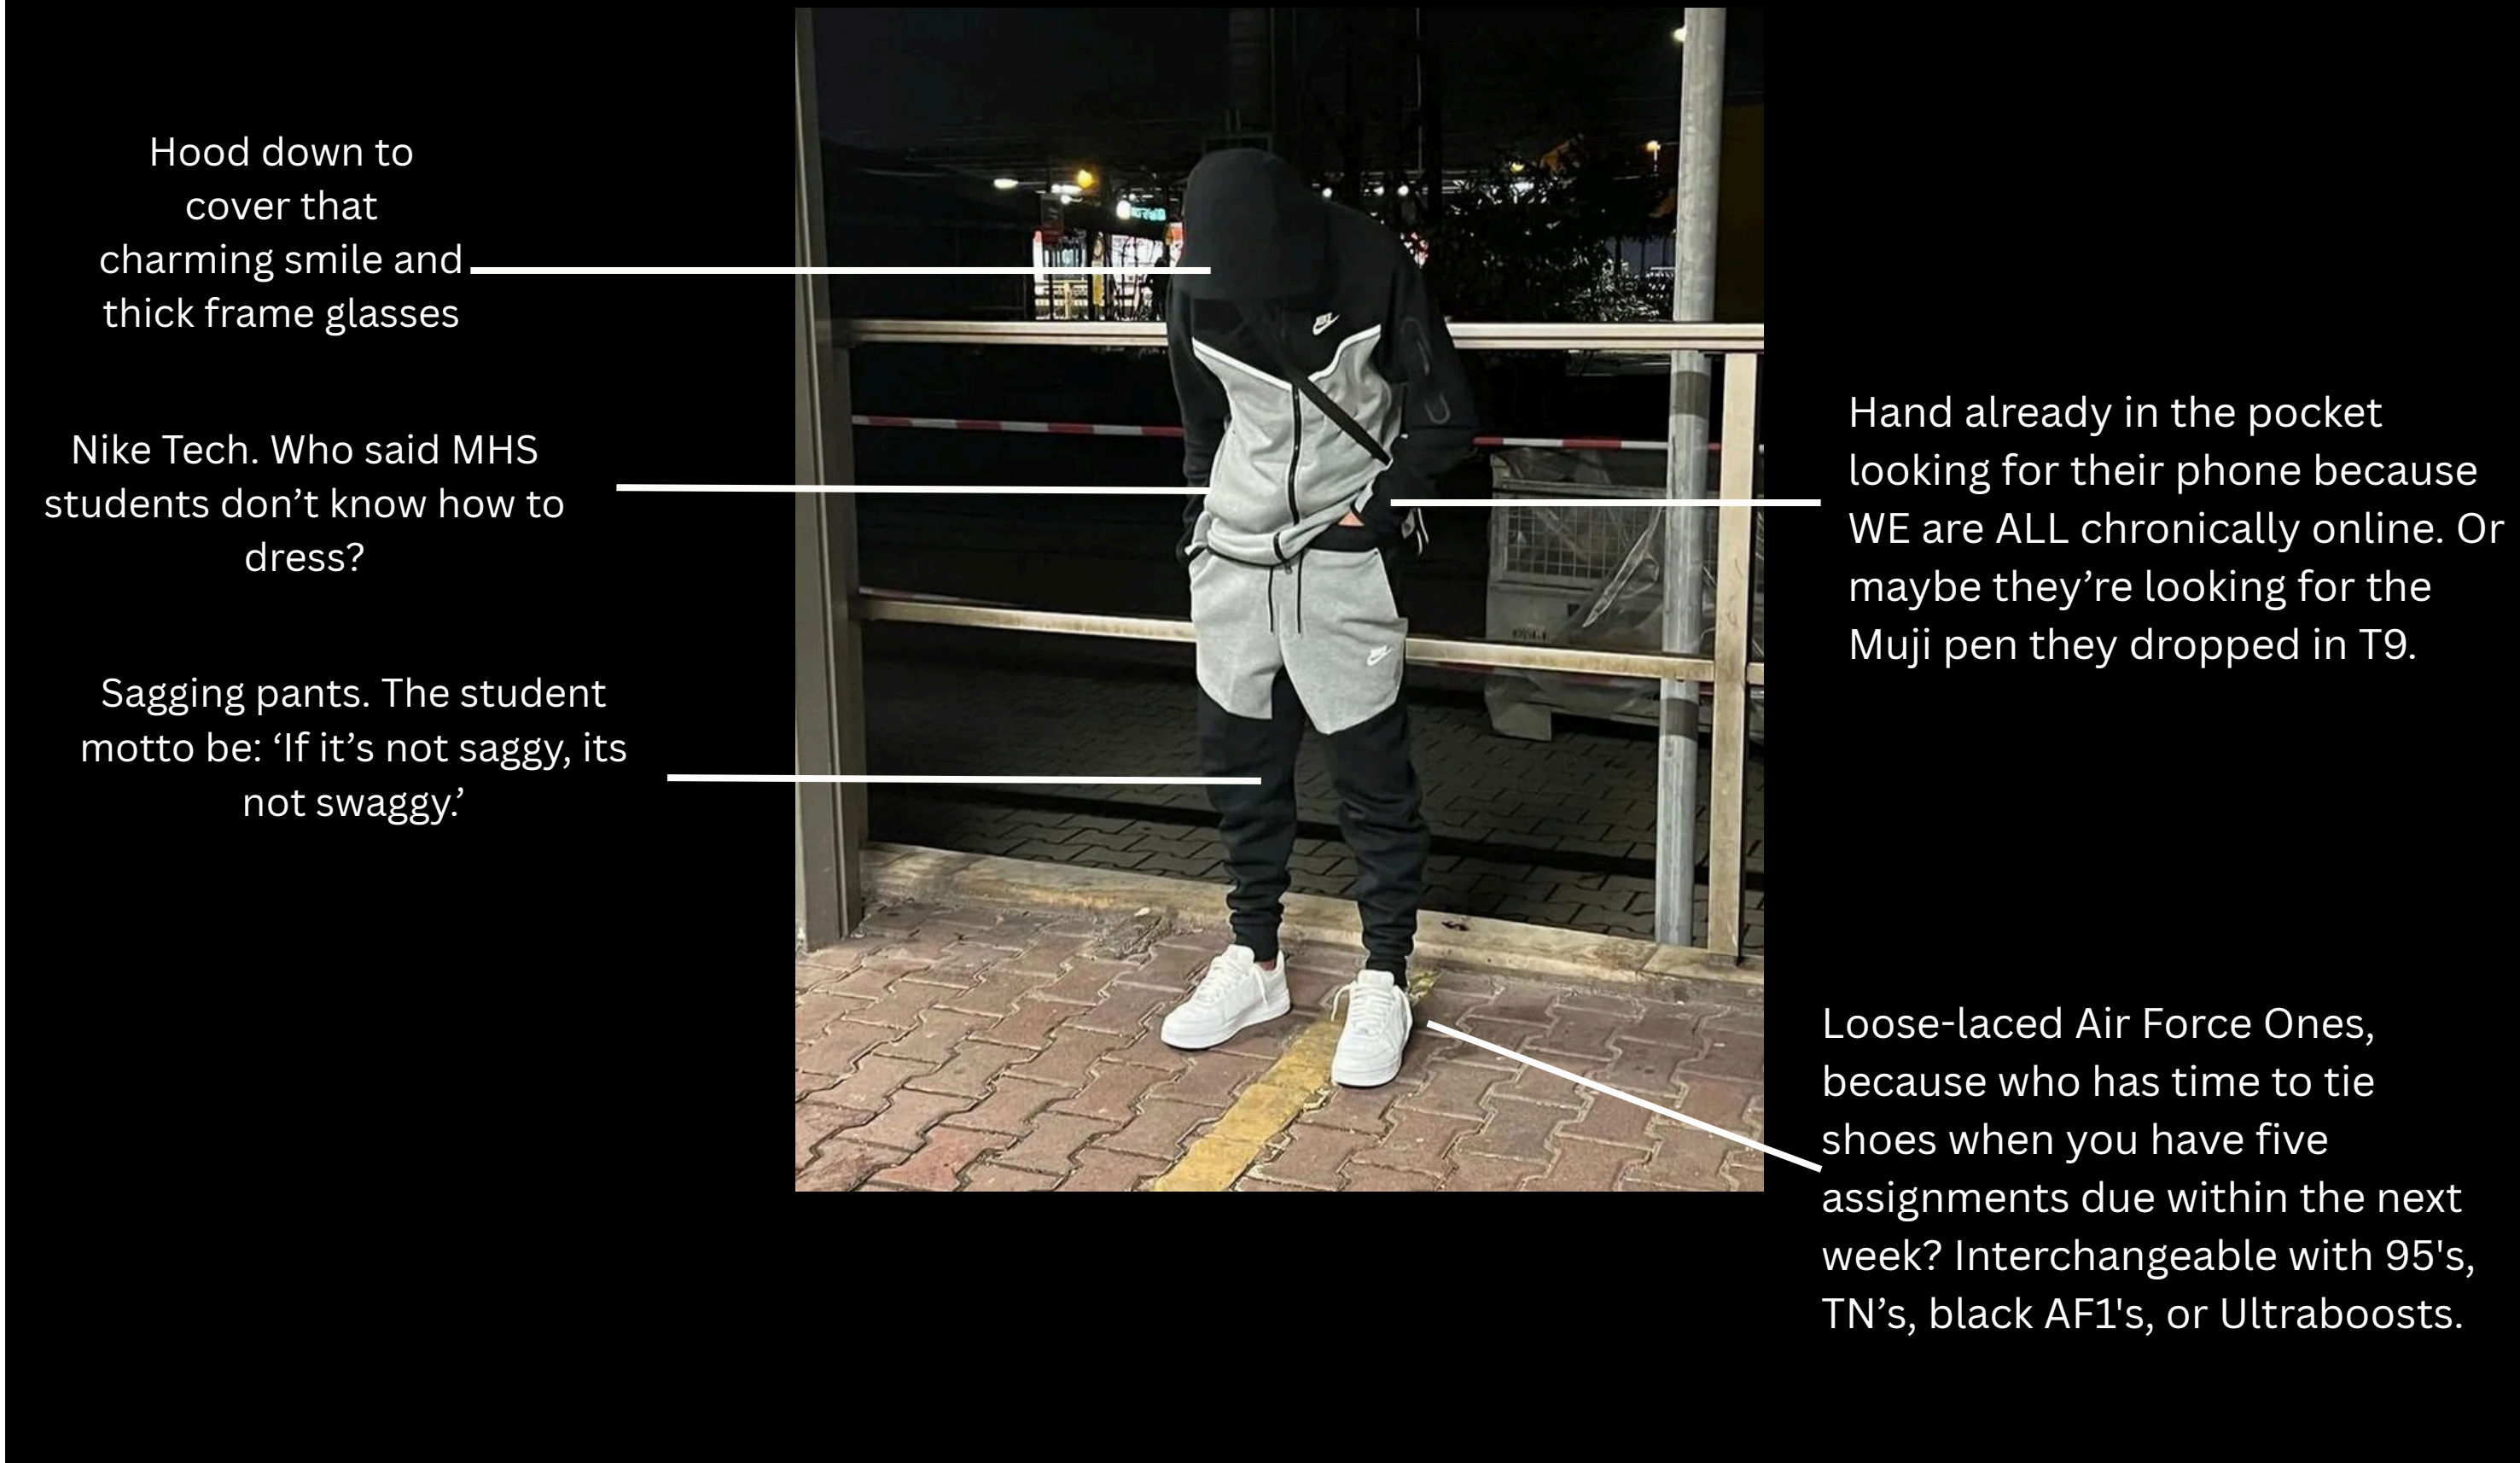 Hood down to
cover that
charming smile and
thick frame glasses
Nike Tech. Who said MHS
students don’t know how to
dress?
Sagging pants. The student
motto be: ‘If it’s not saggy, its
not swaggy.’
Hand already in the pocket
looking for their phone because
WE are ALL chronically online. Or
maybe they’re looking for the
Muji pen they dropped in T9.
Loose-laced Air Force Ones,
because who has time to tie
shoes when you have five
assignments due within the next
week? Interchangeable with 95's,
TN’s, black AF1's, or Ultraboosts.